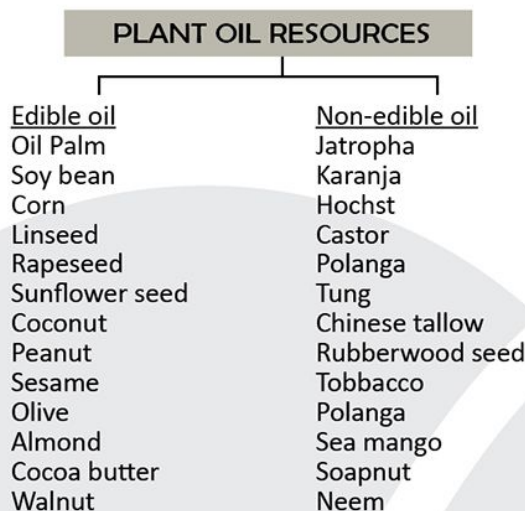 PLANT OIL RESOURCES
Edible oil
Oil Palm
Soy bean
Corn
Linseed
Rapeseed
Sunflower seed
Coconut
Peanut
Sesame
Olive
Almond
Cocoa butter
Walnut
Non-edible oil
Jatropha
Karanja
Hochst
Castor
Polanga
Tung
Chinese tallow
Rubberwood seed
Tobbacco
Polanga
Sea mango
Soapnut
Neem